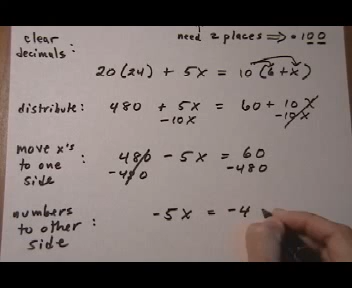 clear need 2 places ⇒ .100
decimals:
20(24) + 5x = 10(6+x)
distribute: 480 + 5x = 60 + 10x
-10x -10x
move x's
to one : 480 - 5x = 60
side -480 -480
numbers
to other : -5x = -4
side